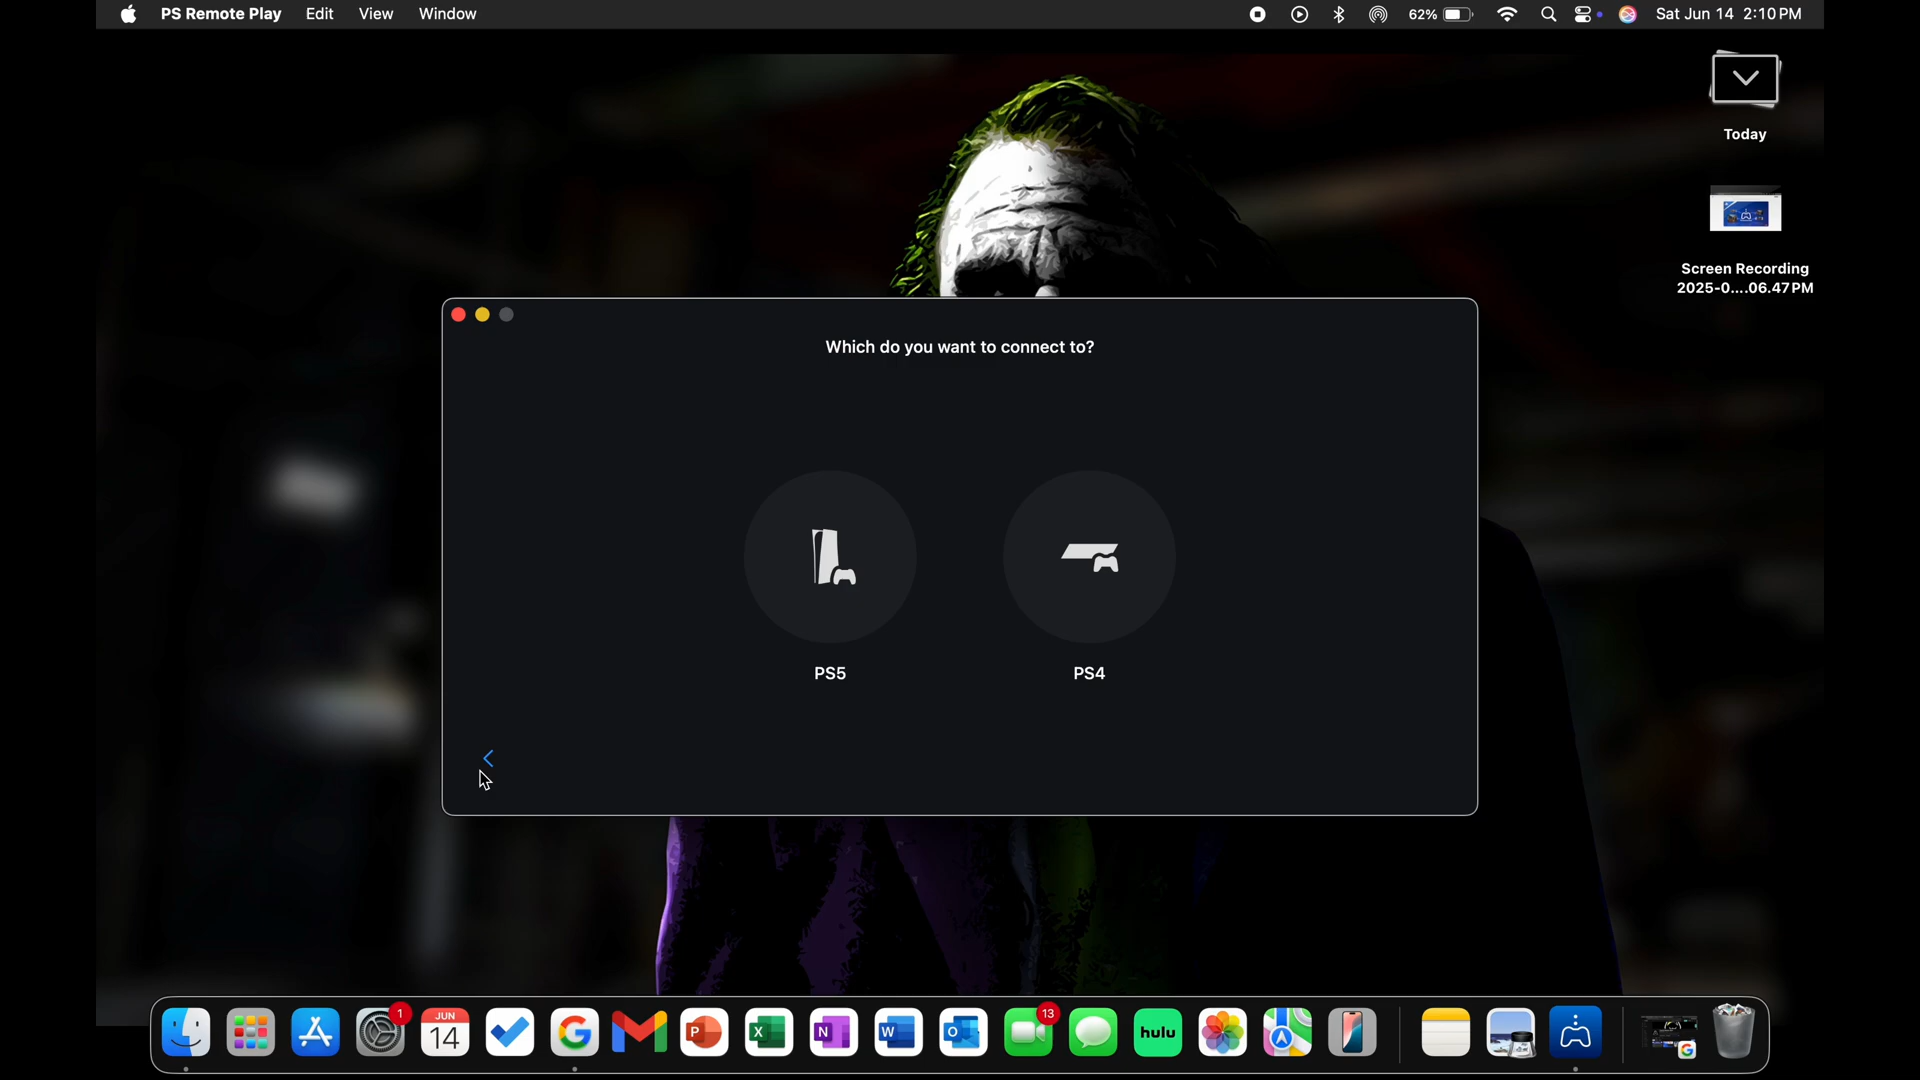 PS Remote Play Edit View Window 62% Sat Jun 14 2:10 PM
Today
Screen Recording
2025-0....06.47 PM
Which do you want to connect to?
PS5 PS4
1 JUN 14 P X N W O 13 hulu